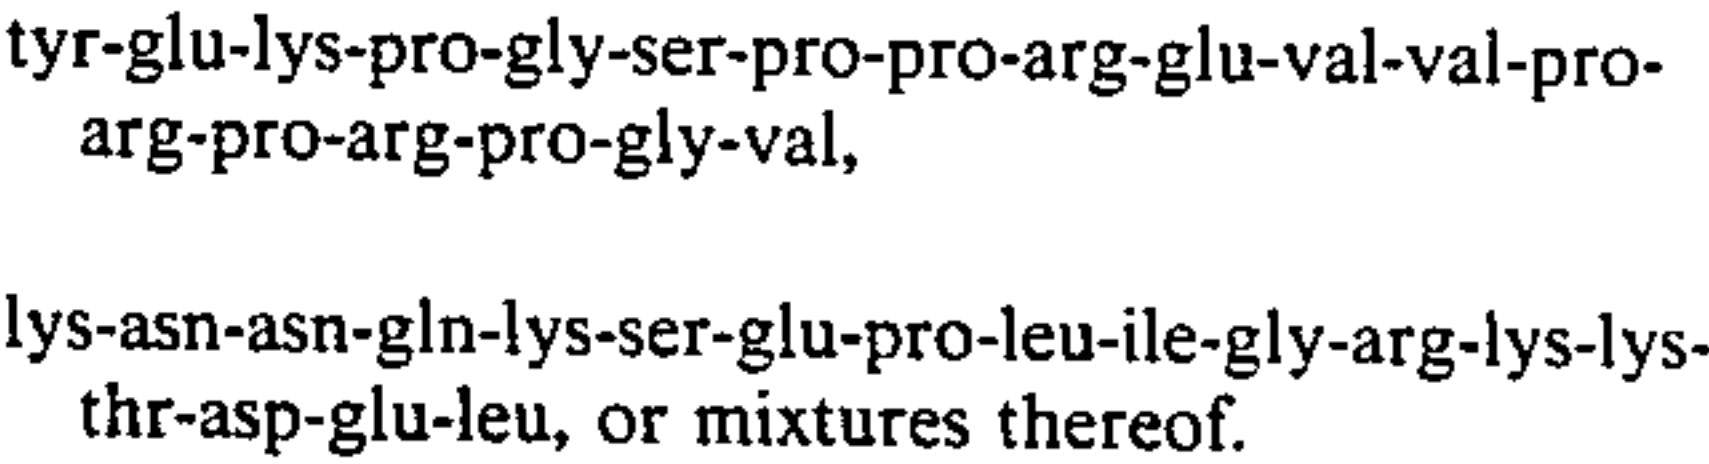 tyr-glu-lys-pro-gly-ser-pro-pro-arg-glu-val-val-pro-
arg-pro-arg-pro-gly-val,
lys-asn-asn-gln-lys-ser-glu-pro-leu-ile-gly-arg-lys-lys-
thr-asp-glu-leu, or mixtures thereof.